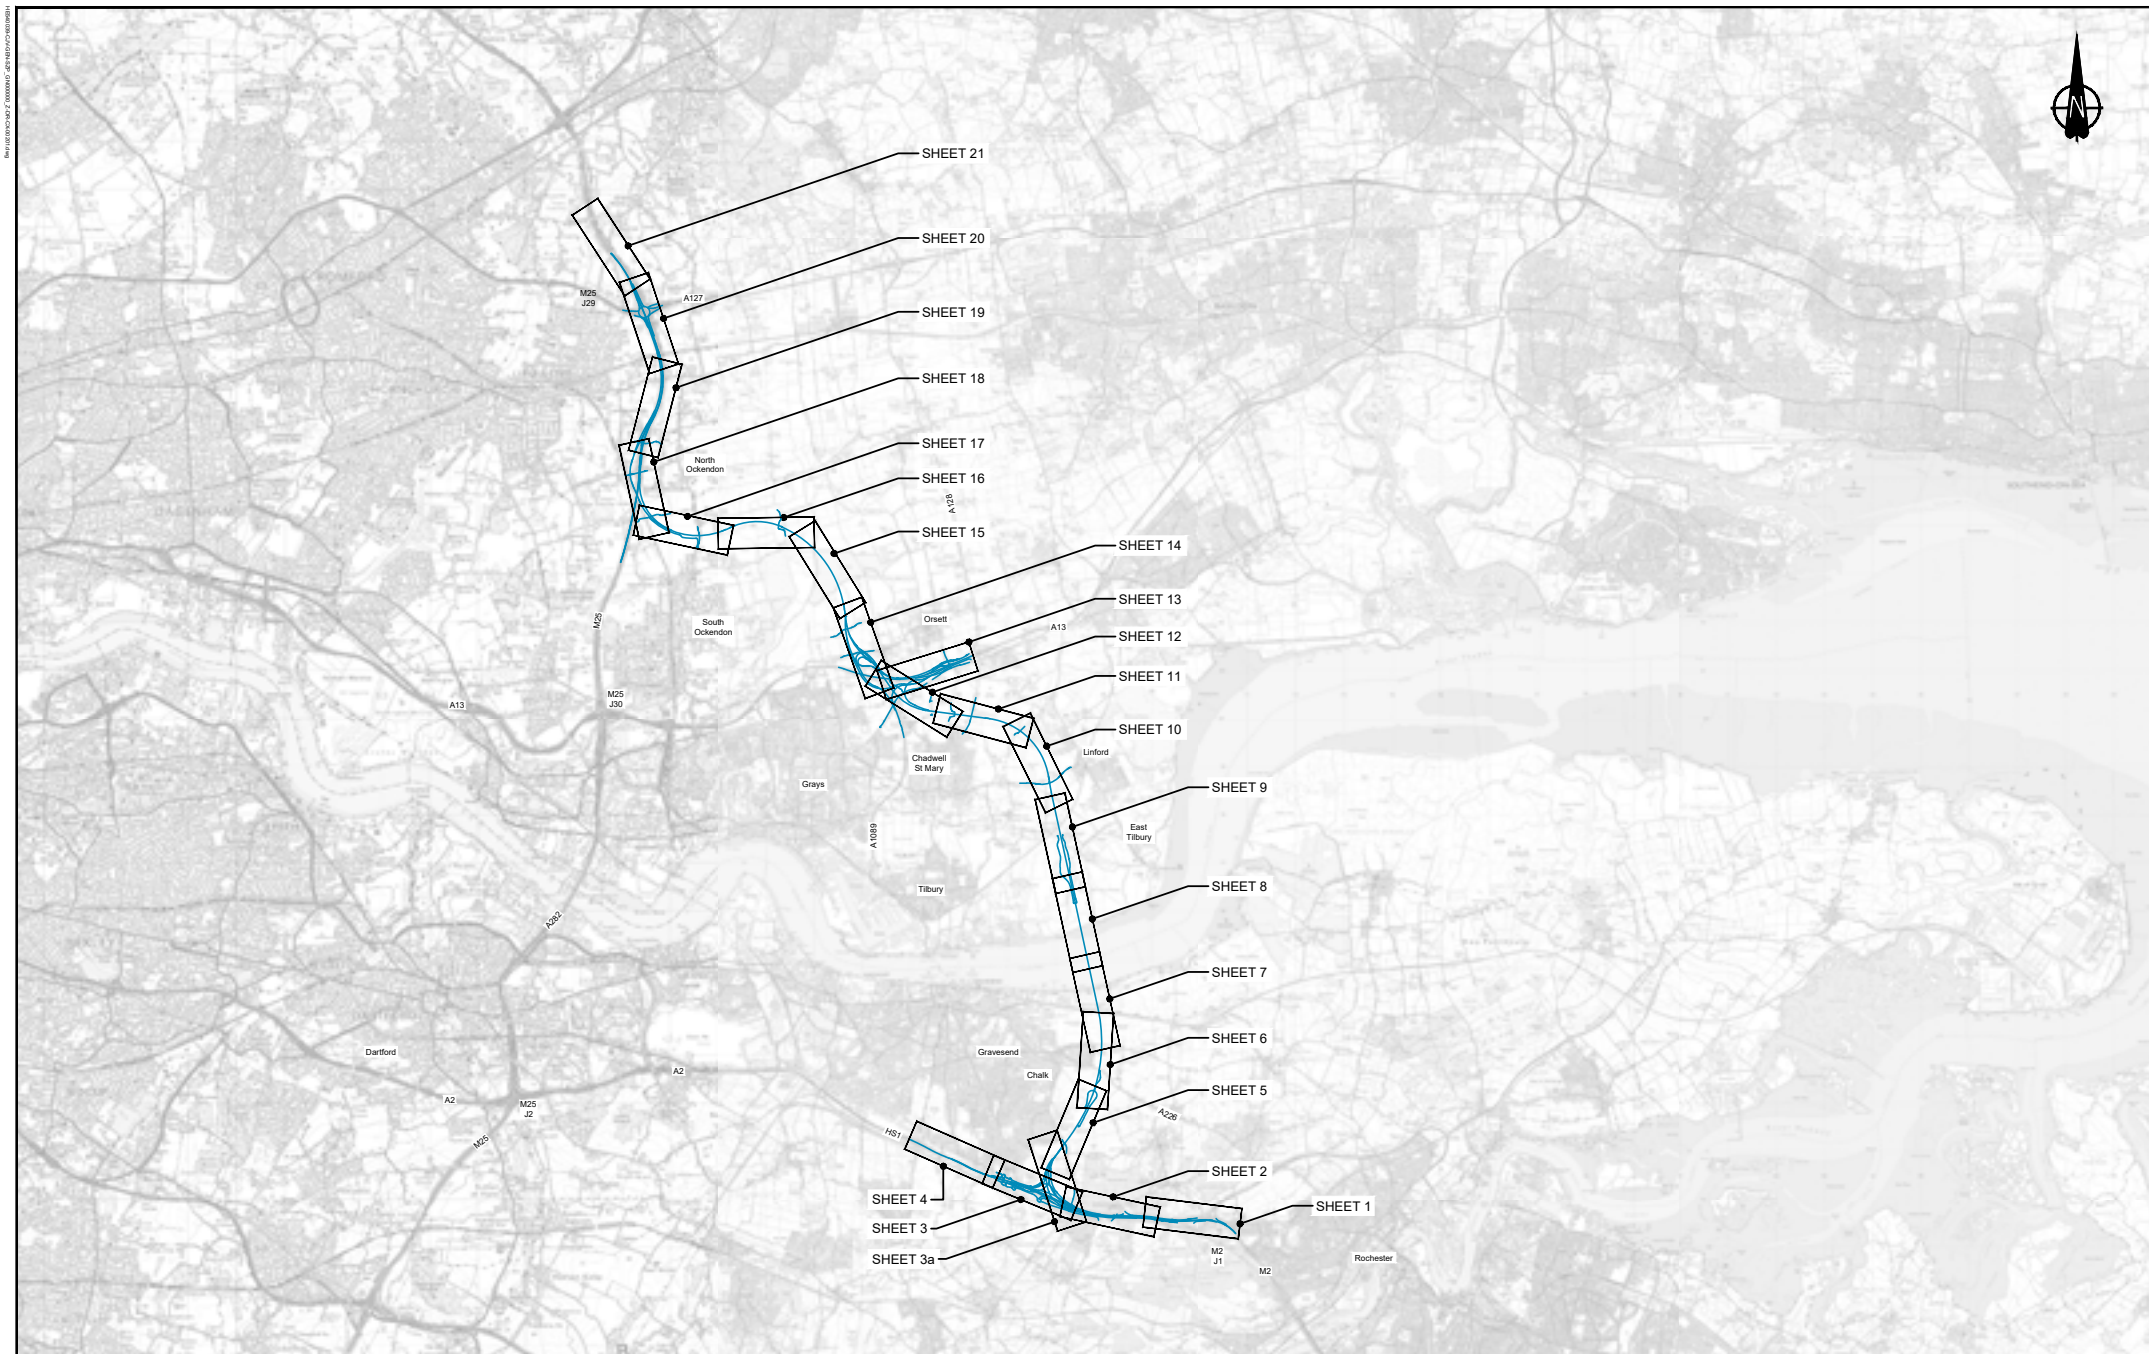 N
SHEET 21
SHEET 20
M25
J29
A127
SHEET 19
SHEET 18
SHEET 17
North
Ockendon
SHEET 16
A128
SHEET 15
SHEET 14
SHEET 13
M25
South
Ockendon
Orsett
A13
SHEET 12
SHEET 11
M25
J30
A13
SHEET 10
Linford
Chadwell
St Mary
Grays
SHEET 9
A1089
East
Tilbury
Tilbury
SHEET 8
A282
SHEET 7
SHEET 6
Dartford
Gravesend
A2
Chalk
SHEET 5
A2
M25
J2
A226
HS1
M25
SHEET 2
SHEET 4
SHEET 1
SHEET 3
SHEET 3a
M2
J1
Rochester
M2